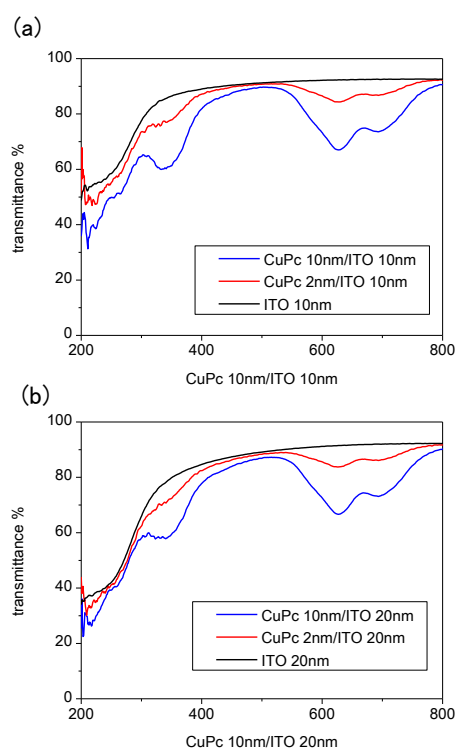 (a)
100
80
60
40
20
0
transmittance %
CuPc 10nm/ITO 10nm
CuPc 2nm/ITO 10nm
ITO 10nm
200 400 600 800
CuPc 10nm/ITO 10nm
(b)
100
80
60
40
20
0
transmittance %
CuPc 10nm/ITO 20nm
CuPc 2nm/ITO 20nm
ITO 20nm
200 400 600 800
CuPc 10nm/ITO 20nm